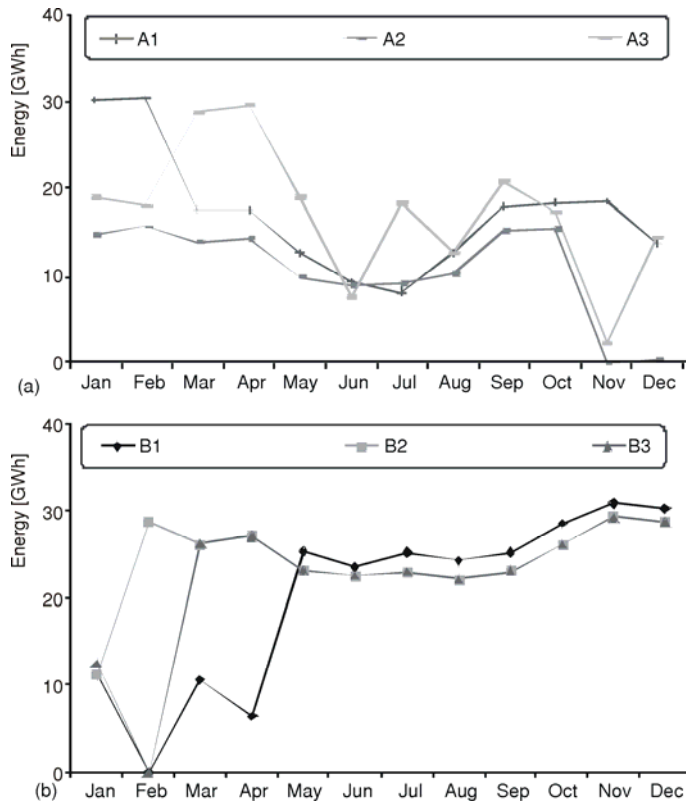 40
A1 A2 A3
Energy [GWh]
30
20
10
0
(a) Jan Feb Mar Apr May Jun Jul Aug Sep Oct Nov Dec
40
B1 B2 B3
Energy [GWh]
30
20
10
0
(b) Jan Feb Mar Apr May Jun Jul Aug Sep Oct Nov Dec